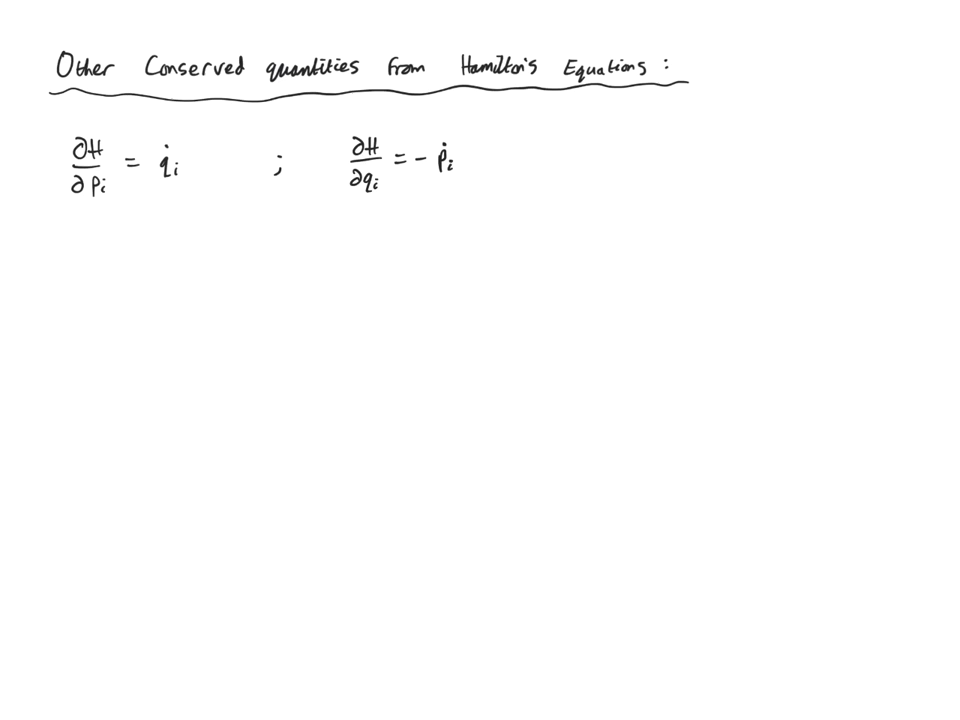 Other Conserved quantities from Hamilton's Equations :
∂H/∂pᵢ = q̇ᵢ ; ∂H/∂qᵢ = - ṗᵢ